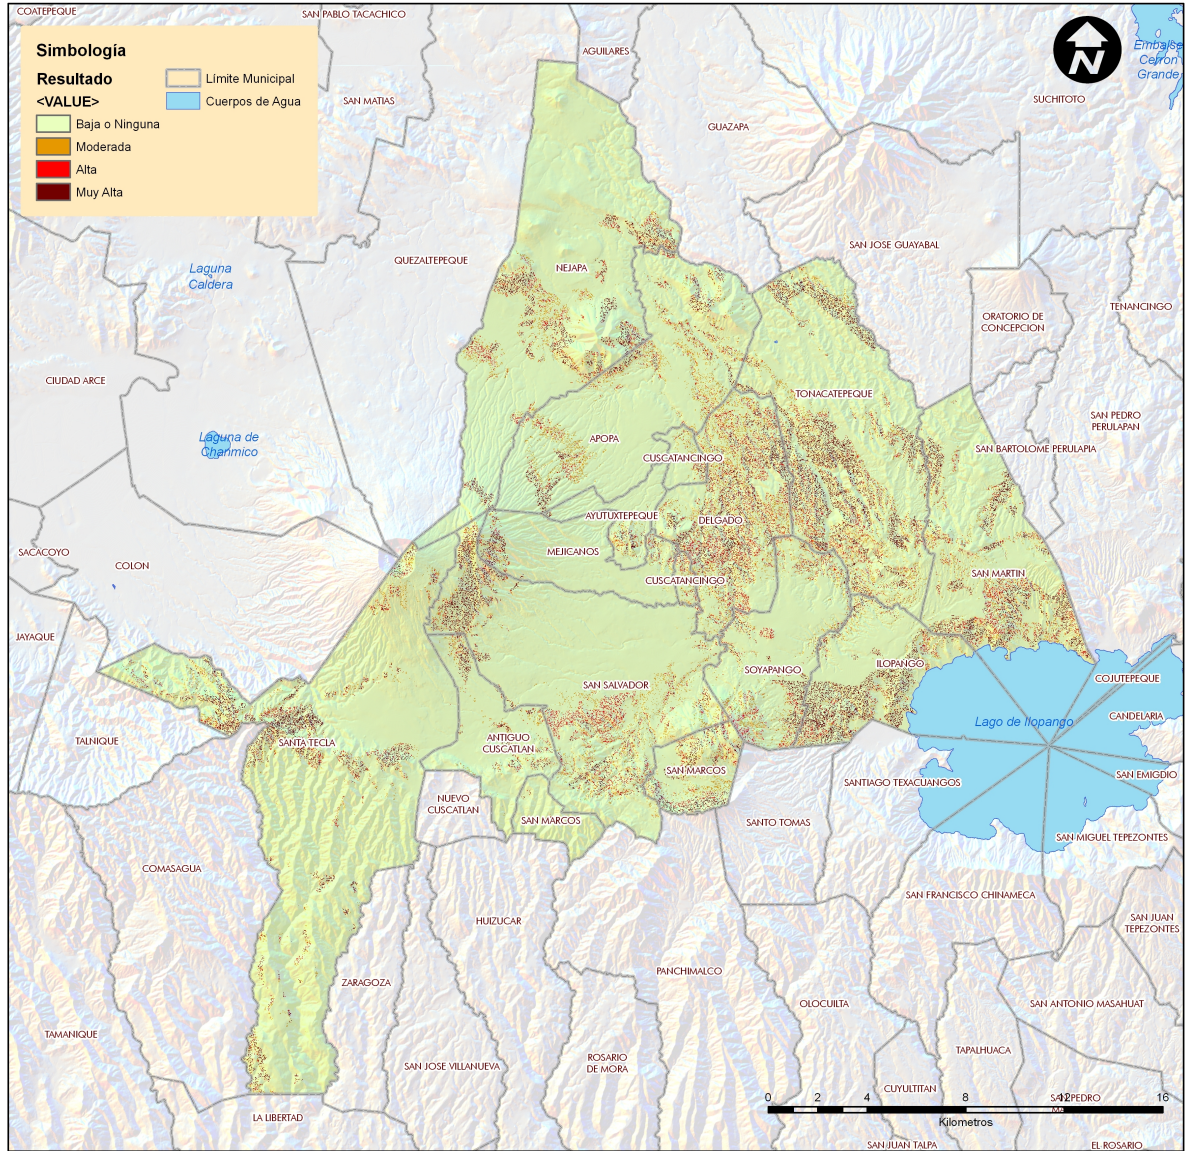 COATEPEQUE
SAN PABLO TACACHICO
AGUILARES
Simbología
Resultado
<VALUE>
Baja o Ninguna
Moderada
Alta
Muy Alta
Límite Municipal
Cuerpos de Agua
N
Embalse
Cerron
Grande
SAN MATIAS
SUCHITOTO
GUAZAPA
QUEZALTEPEQUE
NEJAPA
SAN JOSE GUAYABAL
Laguna
Caldera
TENANCINGO
ORATORIO DE
CONCEPCION
CIUDAD ARCE
TONACATEPEQUE
SAN PEDRO
PERULAPAN
Laguna de
Chanmico
APOPA
CUSCATANCINGO
SAN BARTOLOME PERULAPIA
AYUTUXTEPEQUE
DELGADO
SACACOYO
COLON
MEJICANOS
CUSCATANCINGO
SAN MARTIN
JAYAQUE
SOYAPANGO
ILOPANGO
COJUTEPEQUE
SAN SALVADOR
CANDELARIA
Lago de Ilopango
TALNIQUE
SANTA TECLA
ANTIGUO
CUSCATLAN
SAN MARCOS
SANTIAGO TEXACUANGOS
SAN EMIGDIO
NUEVO
CUSCATLAN
SAN MARCOS
SANTO TOMAS
SAN MIGUEL TEPEZONTES
COMASAGUA
SAN FRANCISCO CHINAMECA
HUIZUCAR
SAN JUAN
TEPEZONTES
ZARAGOZA
PANCHIMALCO
OLOCUILTA
SAN ANTONIO MASAHUAT
TAMANIQUE
SAN JOSE VILLANUEVA
ROSARIO
DE MORA
TAPALHUACA
CUYULTITAN
LA LIBERTAD
0 2 4 8 12 16
SAN PEDRO
MA
Kilometros
SAN JUAN TALPA
EL ROSARIO